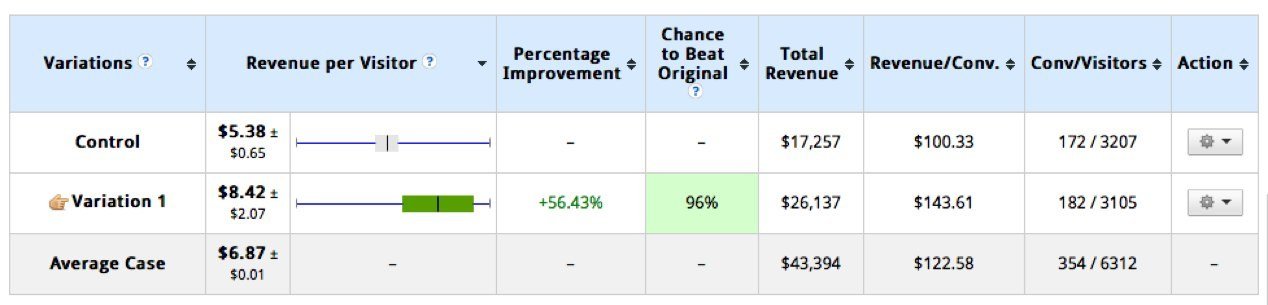 Variations ?
Revenue per Visitor ?
Percentage
Improvement
Chance
to Beat
Original
?
Total
Revenue
Revenue/Conv.
Conv/Visitors
Action
Control
$5.38 ±
$0.65
–
–
$17,257
$100.33
172 / 3207
Variation 1
$8.42 ±
$2.07
+56.43%
96%
$26,137
$143.61
182 / 3105
Average Case
$6.87 ±
$0.01
–
–
–
$43,394
$122.58
354 / 6312
–